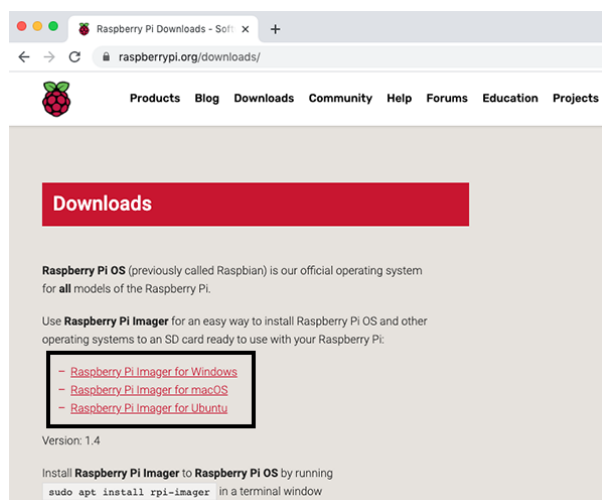 Raspberry Pi Downloads - Soft
raspberrypi.org/downloads/
Products Blog Downloads Community Help Forums Education Projects
Downloads
Raspberry Pi OS (previously called Raspbian) is our official operating system
for all models of the Raspberry Pi.
Use Raspberry Pi Imager for an easy way to install Raspberry Pi OS and other
operating systems to an SD card ready to use with your Raspberry Pi:
– Raspberry Pi Imager for Windows
– Raspberry Pi Imager for macOS
– Raspberry Pi Imager for Ubuntu
Version: 1.4
Install Raspberry Pi Imager to Raspberry Pi OS by running
sudo apt install rpi-imager in a terminal window